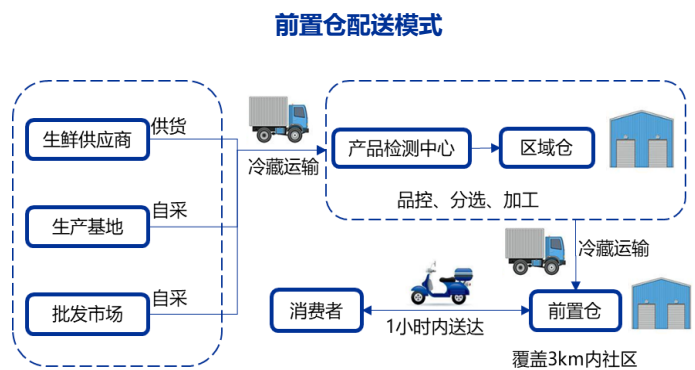 前置仓配送模式
生鲜供应商
供货
生产基地
自采
批发市场
自采
冷藏运输
产品检测中心
区域仓
品控、分选、加工
冷藏运输
消费者
1小时内送达
前置仓
覆盖3km内社区